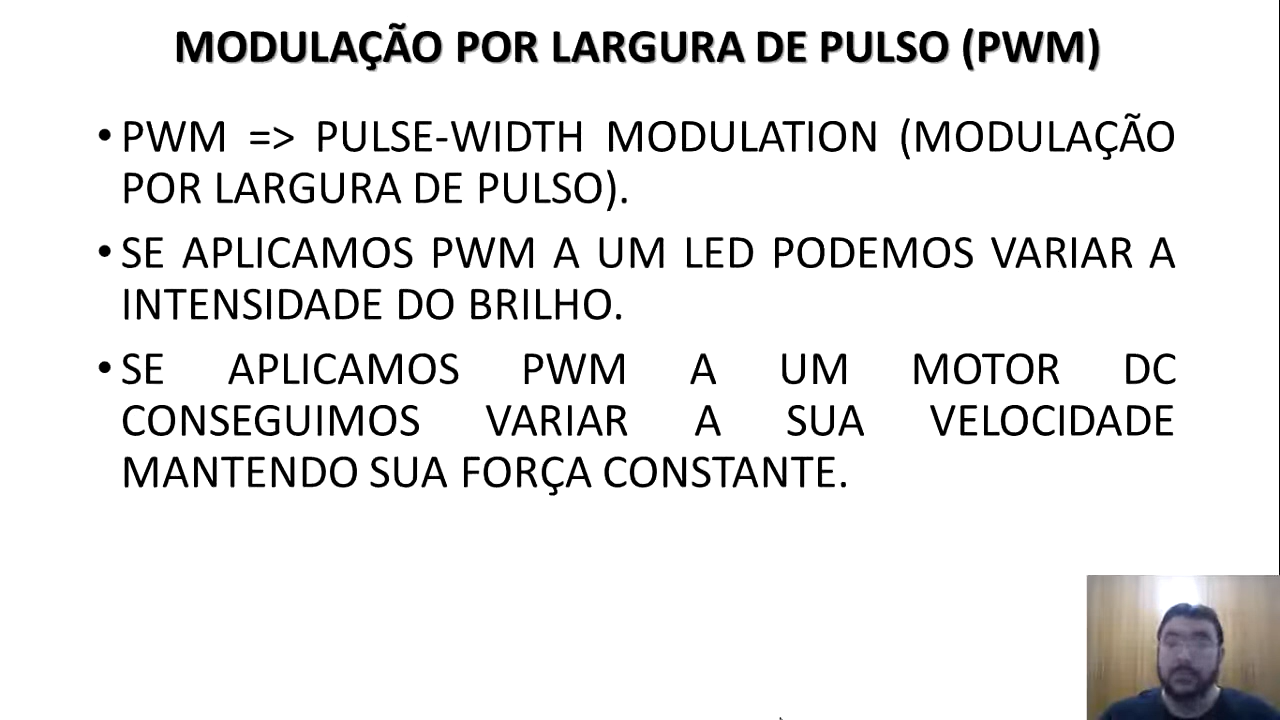 MODULAÇÃO POR LARGURA DE PULSO (PWM)
• PWM => PULSE-WIDTH MODULATION (MODULAÇÃO
POR LARGURA DE PULSO).
• SE APLICAMOS PWM A UM LED PODEMOS VARIAR A
INTENSIDADE DO BRILHO.
• SE APLICAMOS PWM A UM MOTOR DC
CONSEGUIMOS VARIAR A SUA VELOCIDADE
MANTENDO SUA FORÇA CONSTANTE.